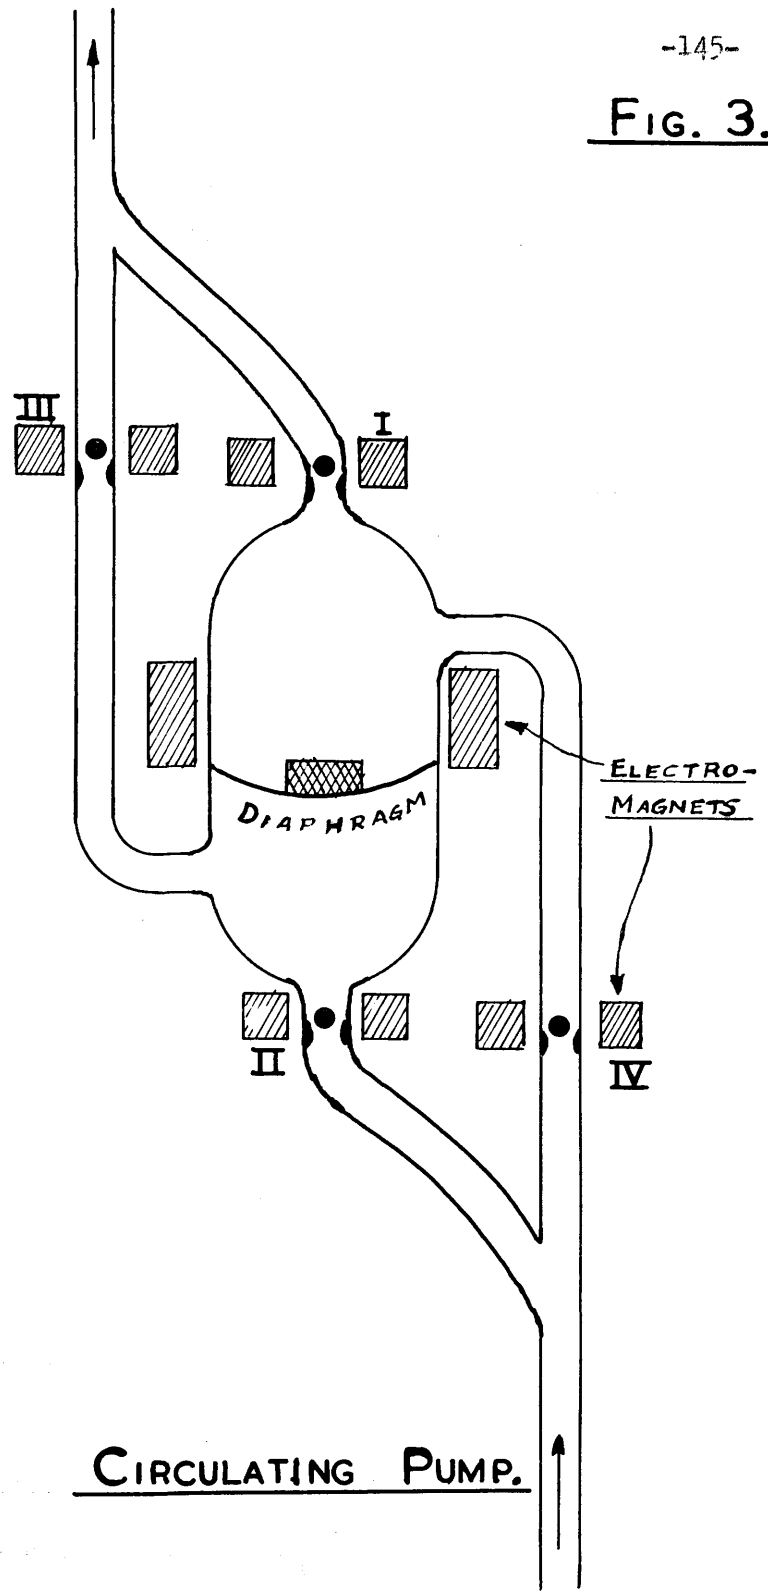 -145-
FIG. 3.
III
I
ELECTRO-
MAGNETS
DIAPHRAGM
II
IV
CIRCULATING PUMP.